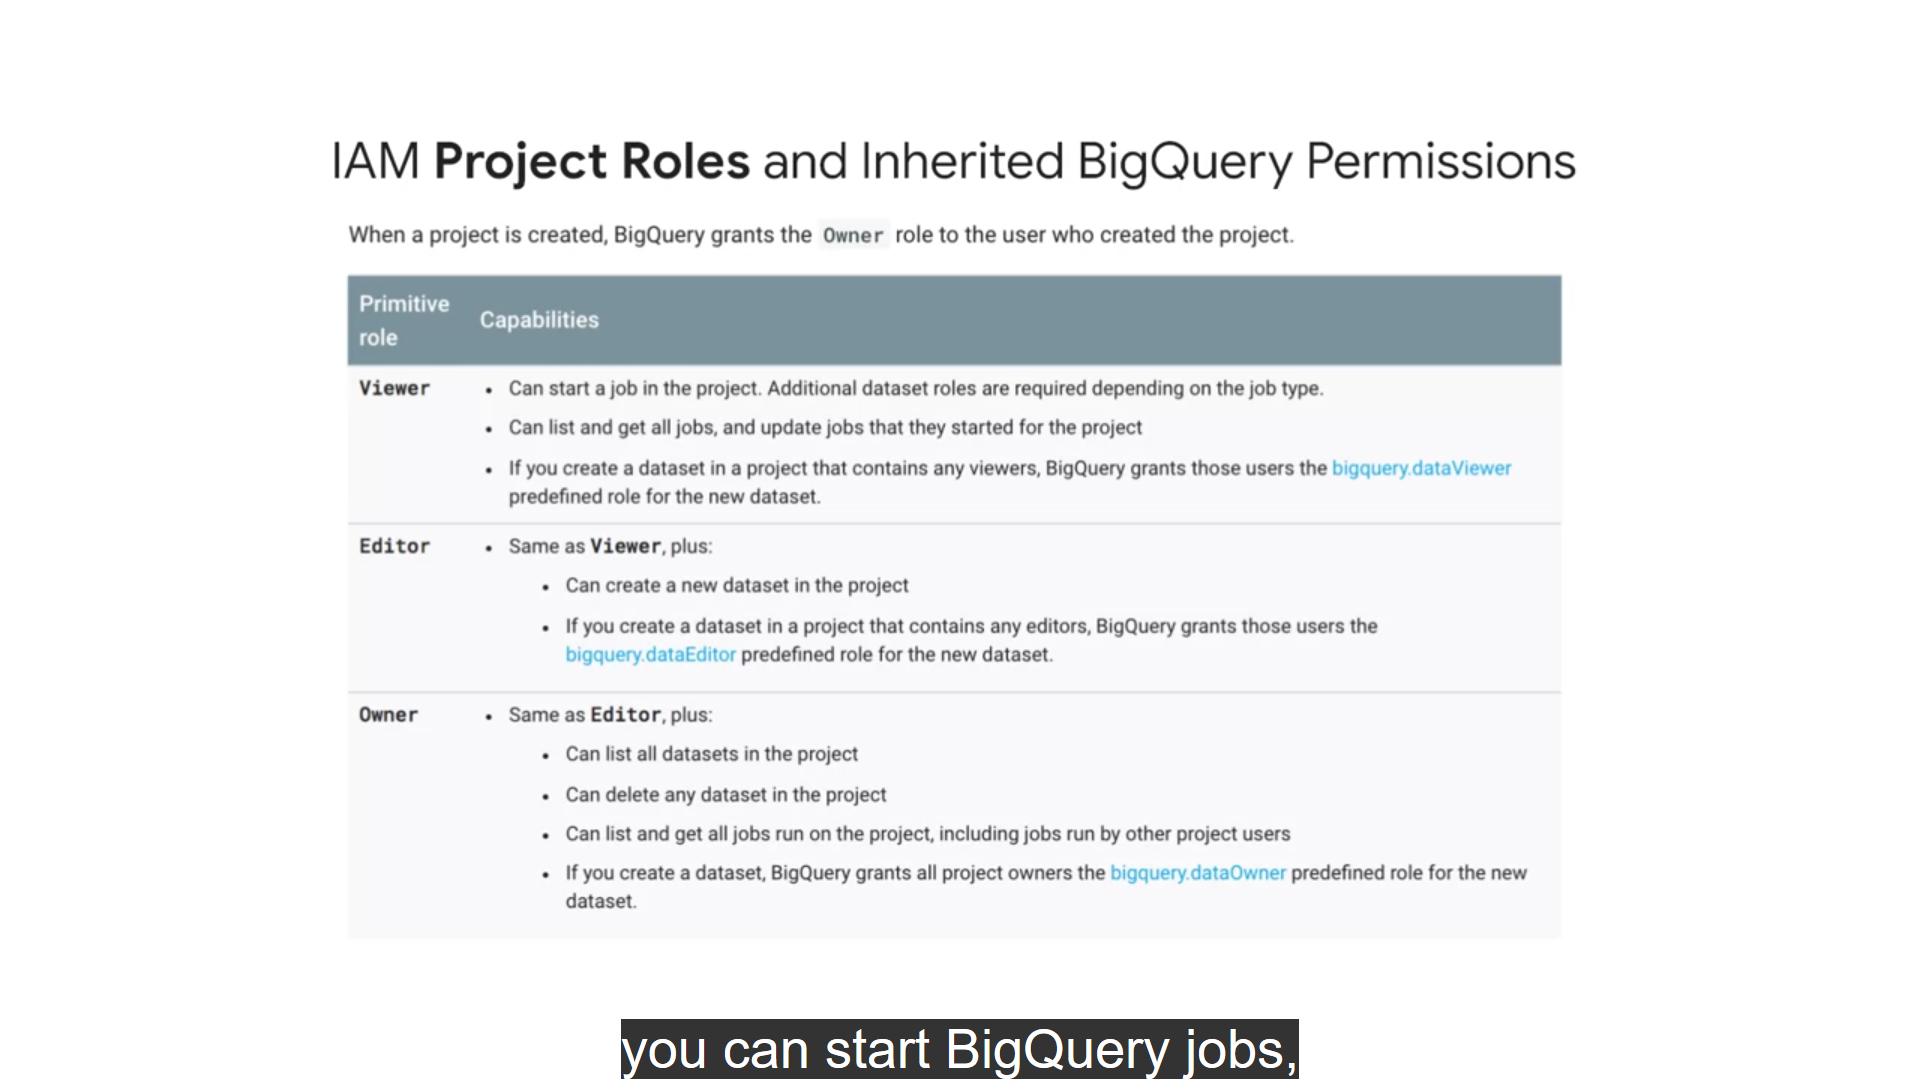 IAM Project Roles and Inherited BigQuery Permissions
When a project is created, BigQuery grants the Owner role to the user who created the project.
Primitive
role
Capabilities
Viewer
• Can start a job in the project. Additional dataset roles are required depending on the job type.
• Can list and get all jobs, and update jobs that they started for the project
• If you create a dataset in a project that contains any viewers, BigQuery grants those users the bigquery.dataViewer
predefined role for the new dataset.
Editor
• Same as Viewer, plus:
• Can create a new dataset in the project
• If you create a dataset in a project that contains any editors, BigQuery grants those users the
bigquery.dataEditor predefined role for the new dataset.
Owner
• Same as Editor, plus:
• Can list all datasets in the project
• Can delete any dataset in the project
• Can list and get all jobs run on the project, including jobs run by other project users
• If you create a dataset, BigQuery grants all project owners the bigquery.dataOwner predefined role for the new
dataset.
you can start BigQuery jobs,